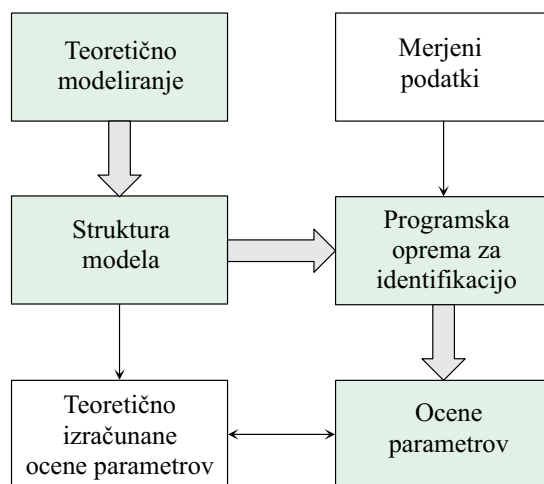 Teoretično
modeliranje
Merjeni
podatki
Struktura
modela
Programska
oprema za
identifikacijo
Teoretično
izračunane
ocene parametrov
Ocene
parametrov